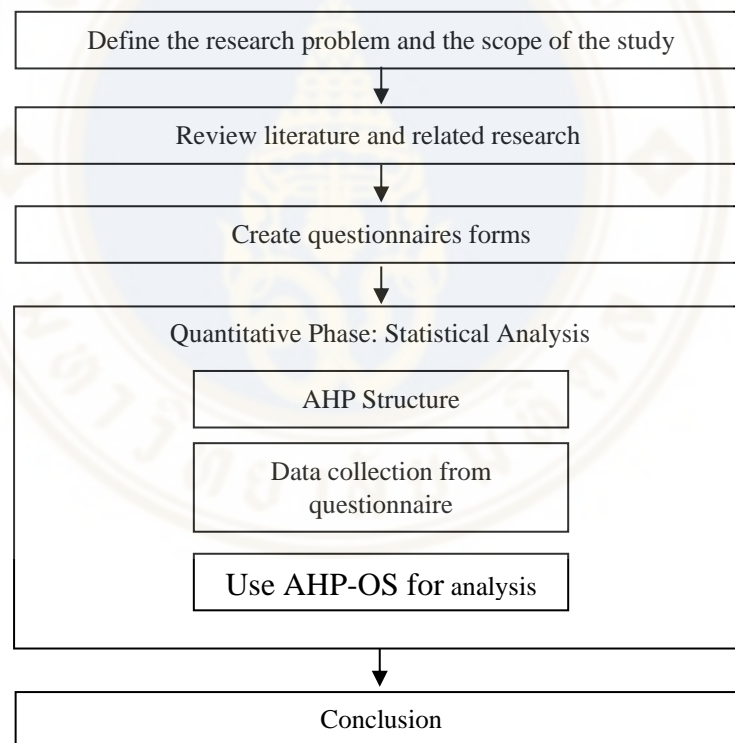 Define the research problem and the scope of the study
Review literature and related research
Create questionnaires forms
Quantitative Phase: Statistical Analysis
AHP Structure
Data collection from
questionnaire
Use AHP-OS for analysis
Conclusion